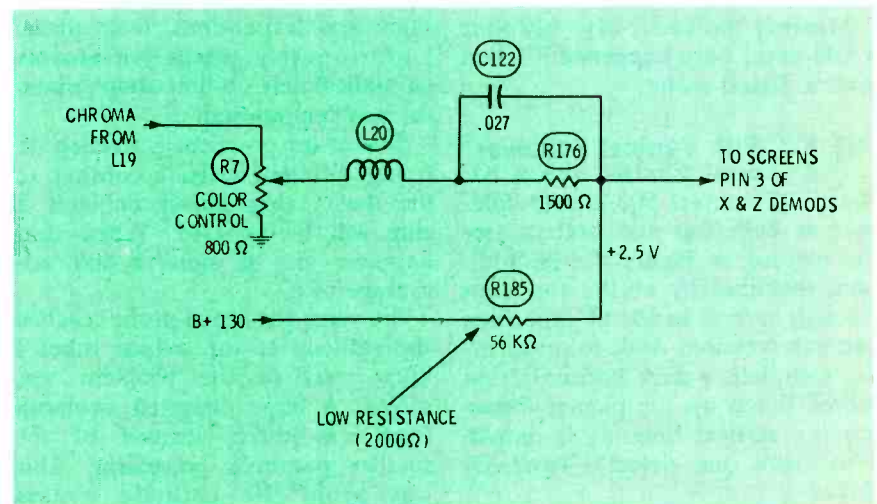 C122
.027
CHROMA
FROM
L19
R7
COLOR
CONTROL
800 Ω
L20
R176
1500 Ω
TO SCREENS
PIN 3 OF
X & Z DEMODS
+2.5 V
R185
B+ 130
56 KΩ
LOW RESISTANCE
(2000Ω)